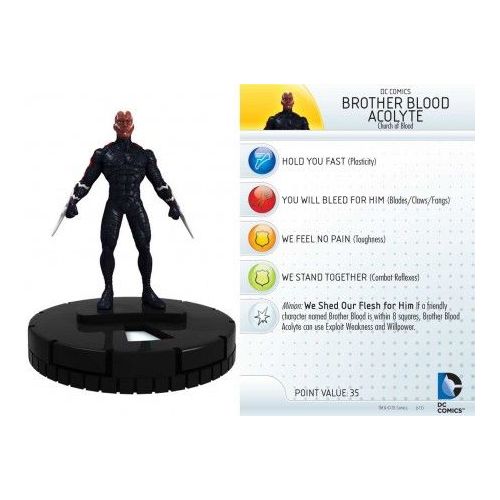 DC COMICS
BROTHER BLOOD
ACOLYTE
Church of Blood
HOLD YOU FAST (Plasticity)
YOU WILL BLEED FOR HIM (Blades/Claws/Fangs)
WE FEEL NO PAIN (Toughness)
WE STAND TOGETHER (Combat Reflexes)
Minion: We Shed Our Flesh for Him If a friendly
character named Brother Blood is within 8 squares, Brother Blood
Acolyte can use Exploit Weakness and Willpower.
POINT VALUE: 35
DC
COMICS™